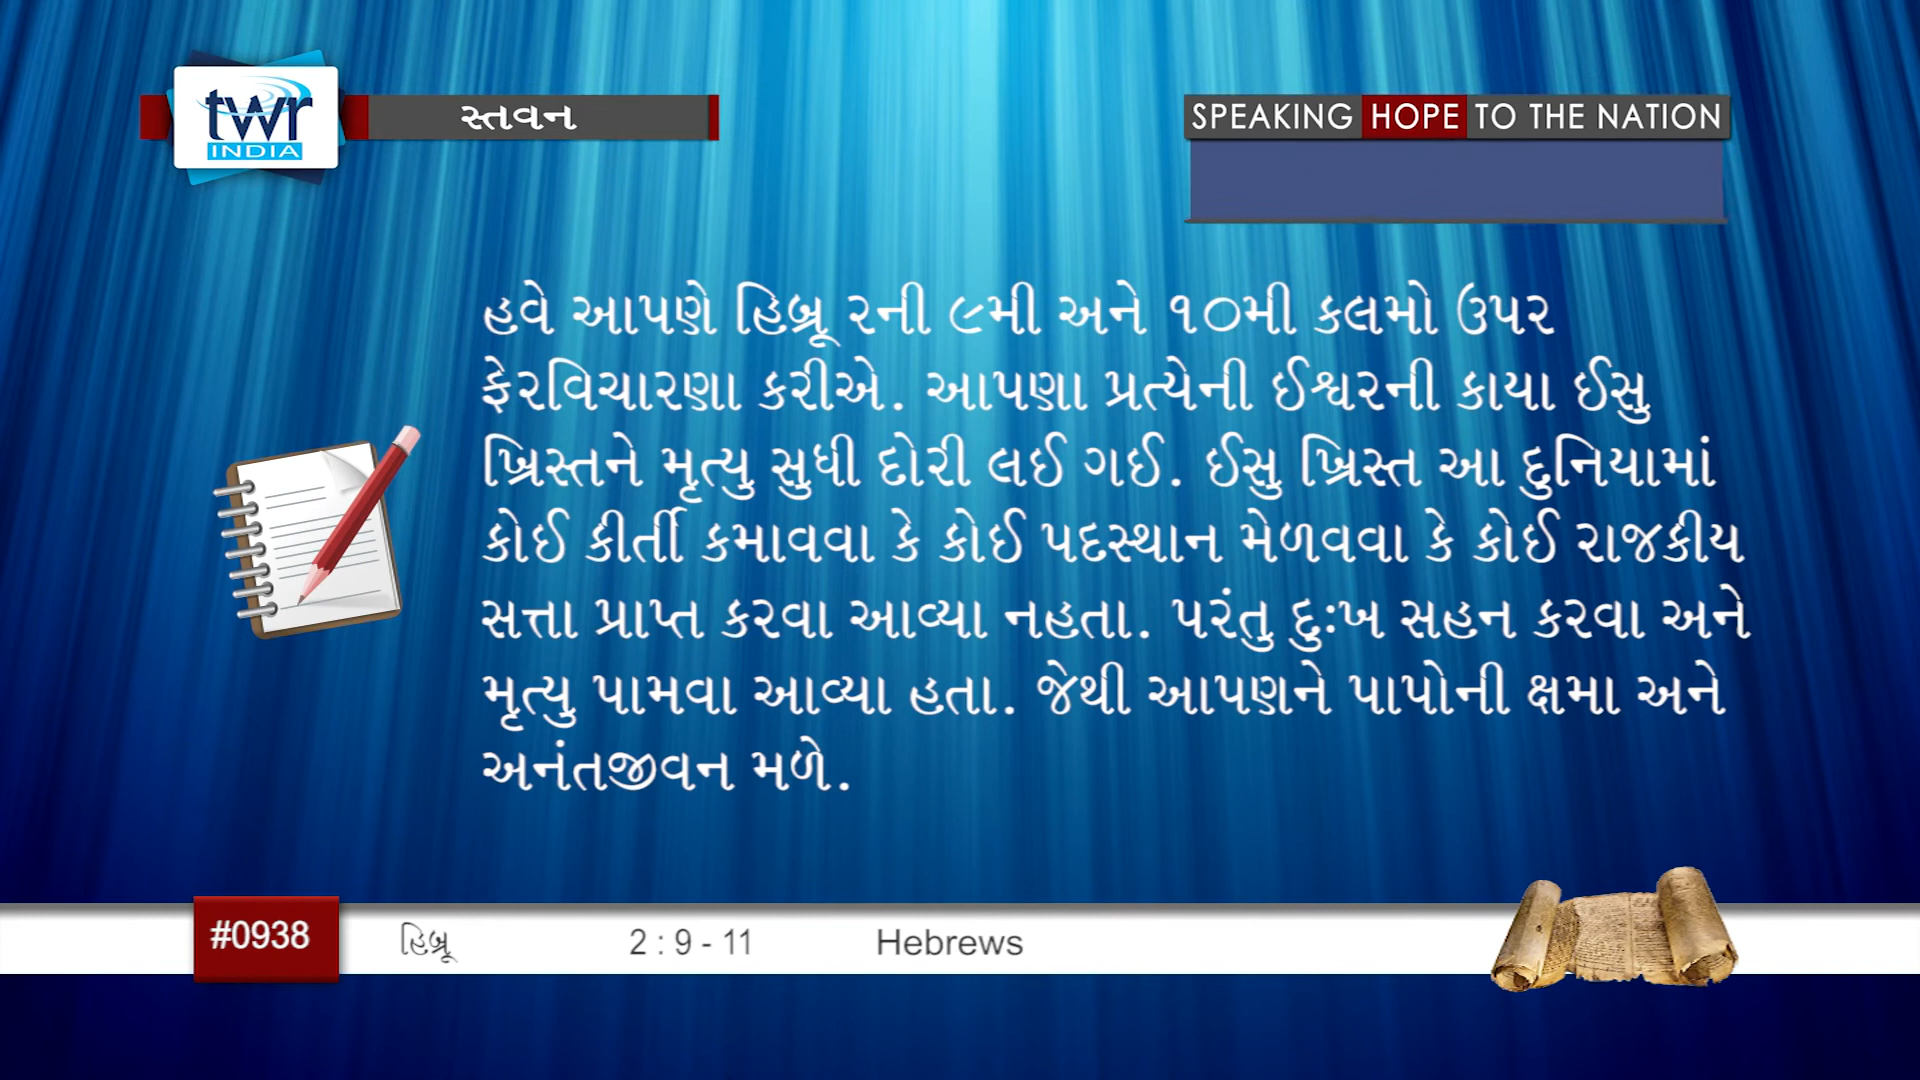 twr
INDIA
સ્તવન
SPEAKING HOPE TO THE NATION
હવે આપણે હિબ્રૂ ૨ની ૯મી અને ૧૦મી કલમો ઉપર
ફેરવિચારણા કરીએ. આપણા પ્રત્યેની ઈશ્વરની કાયા ઈસુ
ખ્રિસ્તને મૃત્યુ સુધી દોરી લઈ ગઈ. ઈસુ ખ્રિસ્ત આ દુનિયામાં
કોઈ કીર્તી કમાવવા કે કોઈ પદસ્થાન મેળવવા કે કોઈ રાજકીય
સત્તા પ્રાપ્ત કરવા આવ્યા નહતા. પરંતુ દુઃખ સહન કરવા અને
મૃત્યુ પામવા આવ્યા હતા. જેથી આપણને પાપોની ક્ષમા અને
અનંતજીવન મળે.
#0938 હિબ્રૂ 2 : 9 - 11 Hebrews